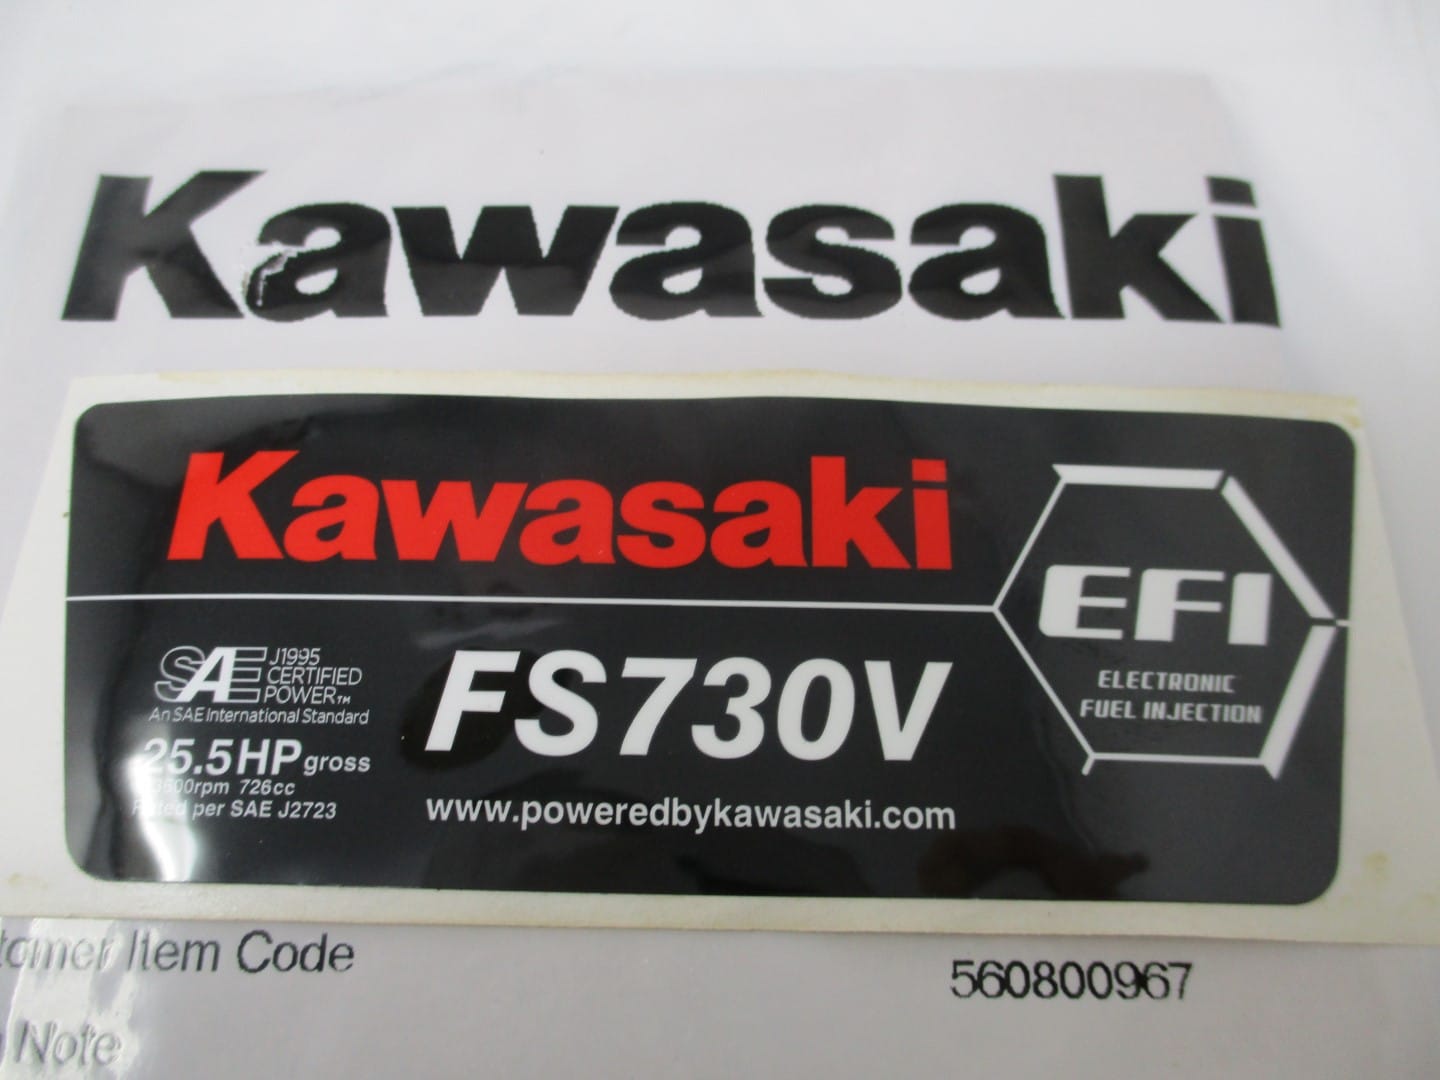 Kawasaki
Kawasaki
EFI
ELECTRONIC
FUEL INJECTION
SAE J1995
CERTIFIED
POWER™
An SAE International Standard
25.5HP gross
3600rpm 726cc
per SAE J2723
FS730V
www.poweredbykawasaki.com
Item Code
560800967
Note